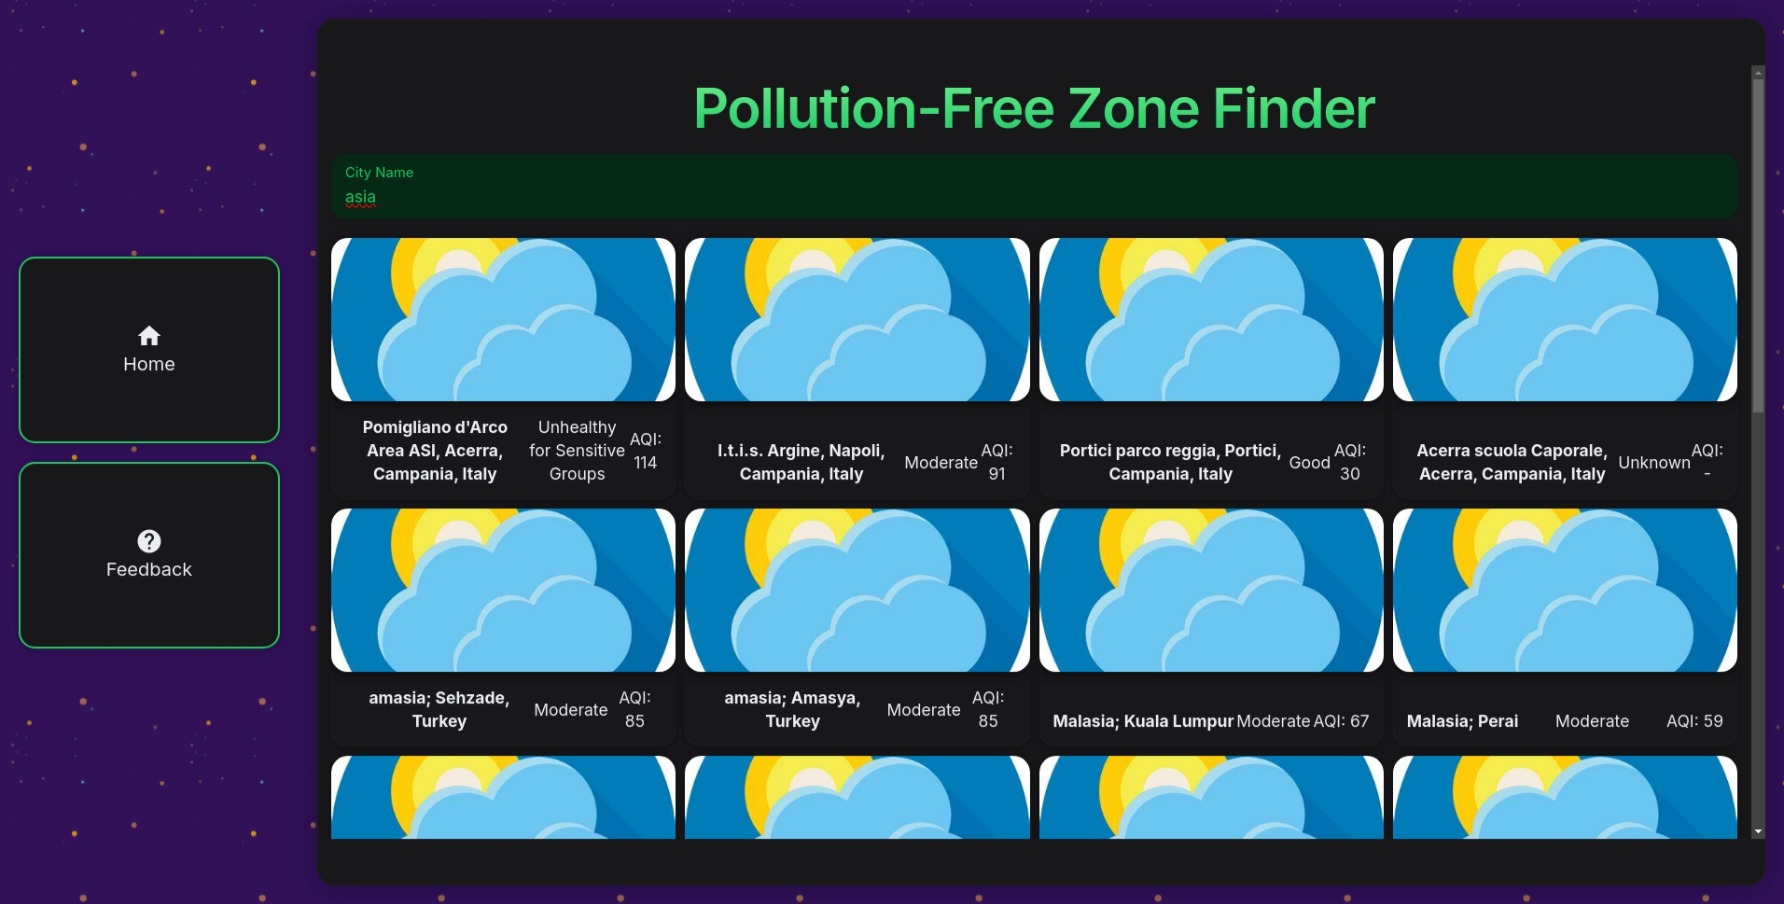 Pollution-Free Zone Finder
City Name
asia
Home
Feedback
Pomigliano d'Arco
Area ASI, Acerra,
Campania, Italy
Unhealthy
for Sensitive
Groups
AQI:
114
I.t.i.s. Argine, Napoli,
Campania, Italy
Moderate
AQI:
91
Portici parco reggia, Portici,
Campania, Italy
Good
AQI:
30
Acerra scuola Caporale,
Acerra, Campania, Italy
Unknown
AQI:
-
amasia; Sehzade,
Turkey
Moderate
AQI:
85
amasia; Amasya,
Turkey
Moderate
AQI:
85
Malasia; Kuala Lumpur
Moderate
AQI: 67
Malasia; Perai
Moderate
AQI: 59